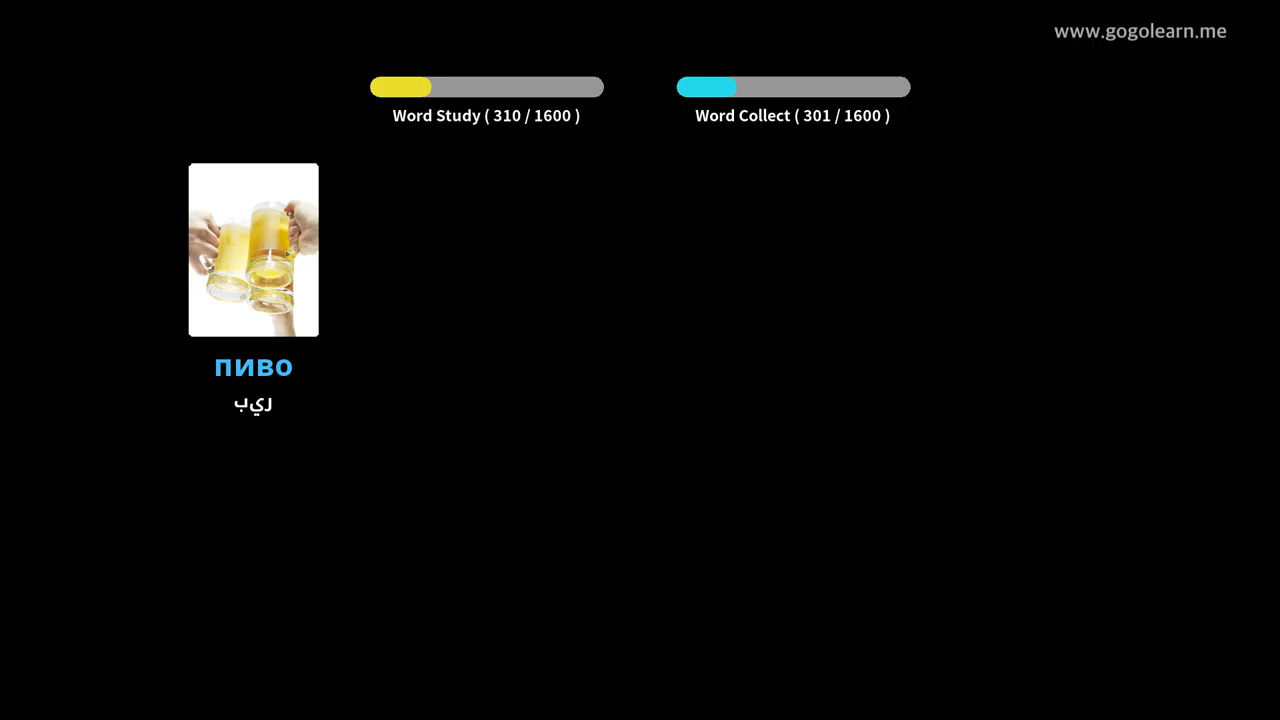 www.gogolearn.me
Word Study ( 310 / 1600 )
Word Collect ( 301 / 1600 )
пиво
ريب